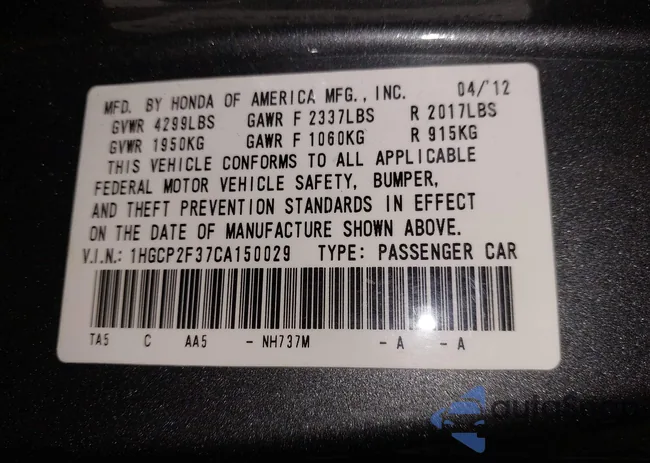 MFD. BY HONDA OF AMERICA MFG., INC. 04/'12
GVWR 4299LBS GAWR F 2337LBS R 2017LBS
GVWR 1950KG GAWR F 1060KG R 915KG
THIS VEHICLE CONFORMS TO ALL APPLICABLE
FEDERAL MOTOR VEHICLE SAFETY, BUMPER,
AND THEFT PREVENTION STANDARDS IN EFFECT
ON THE DATE OF MANUFACTURE SHOWN ABOVE.
V.I.N.: 1HGCP2F37CA150029 TYPE: PASSENGER CAR
TA5 C AA5 - NH737M - A - A